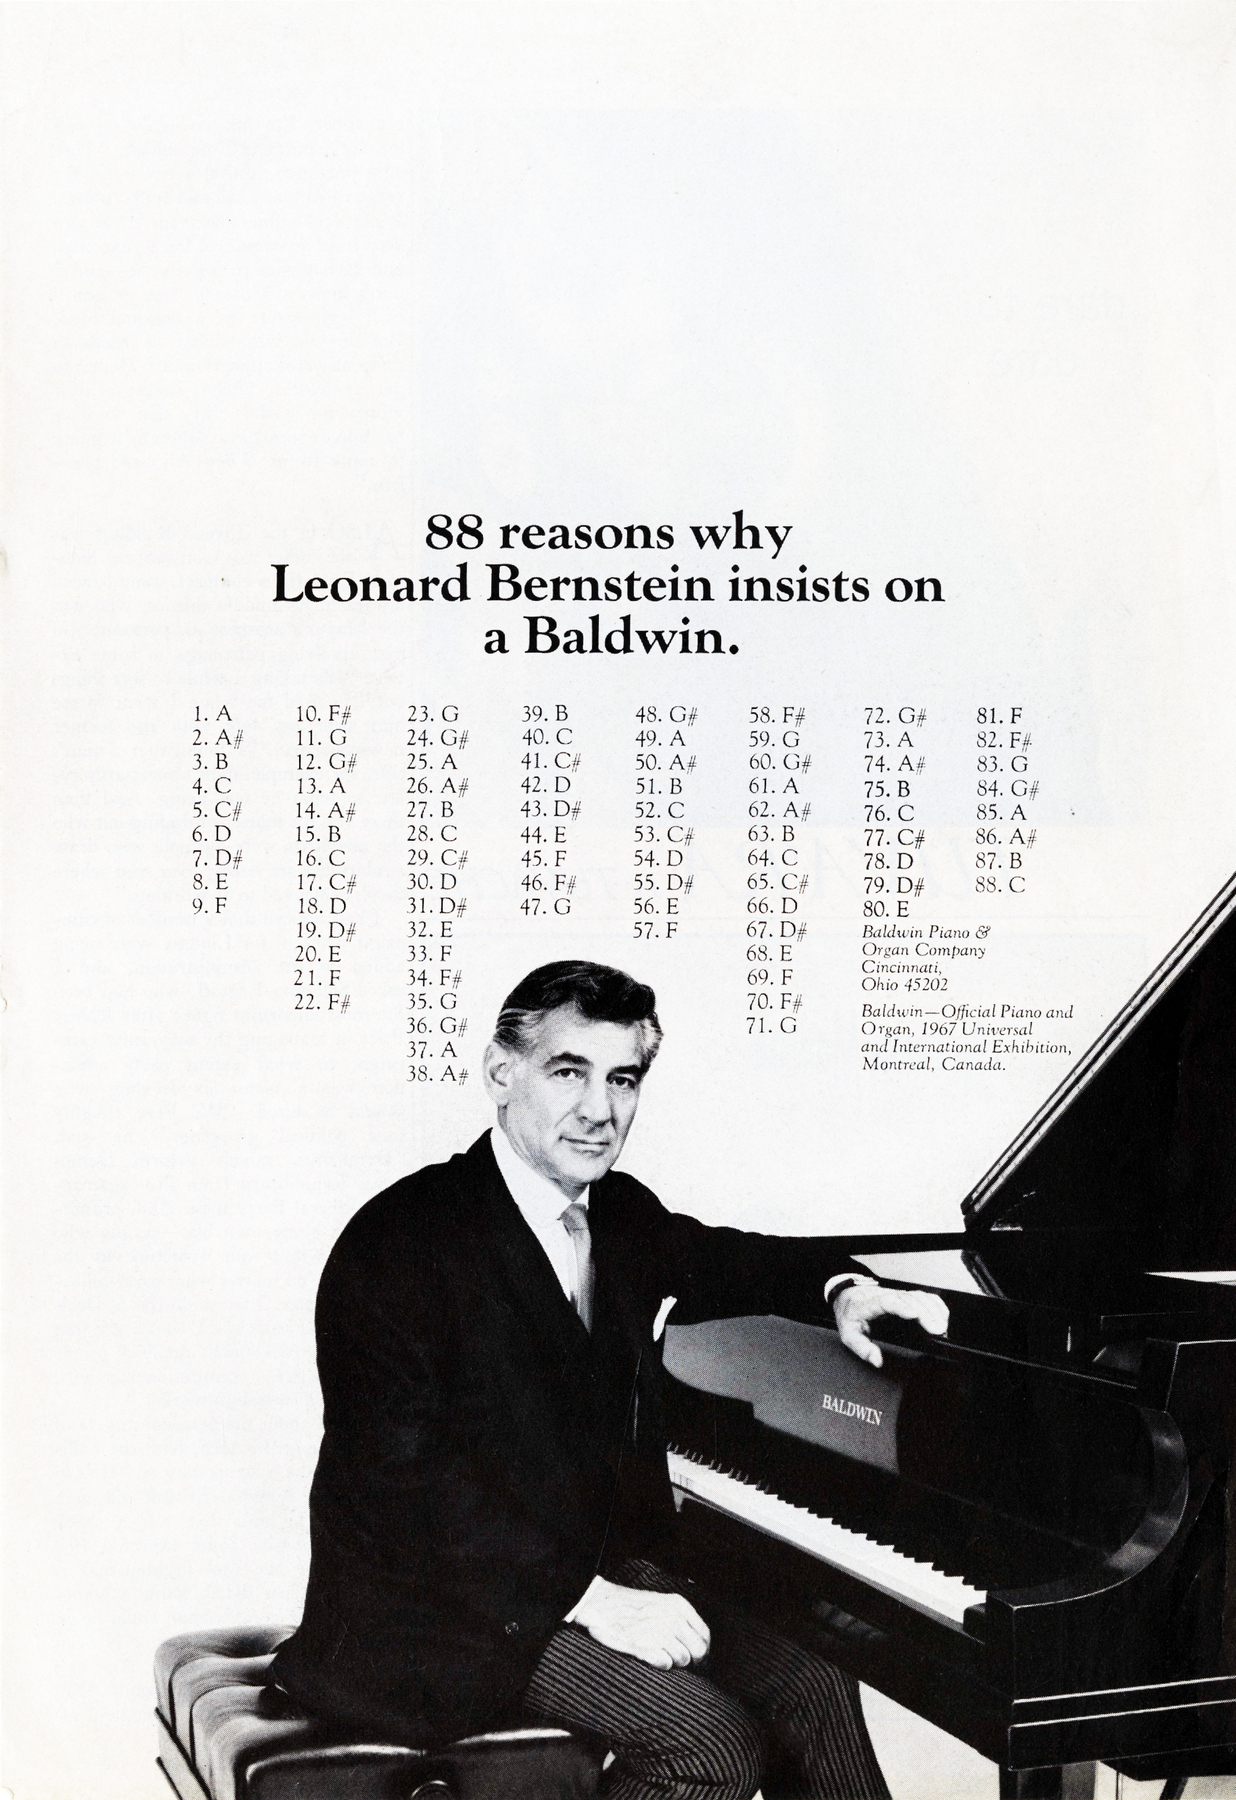 88 reasons why
Leonard Bernstein insists on
a Baldwin.
1. A
2. A#
3. B
4. C
5. C#
6. D
7. D#
8. E
9. F
10. F#
11. G
12. G#
13. A
14. A#
15. B
16. C
17. C#
18. D
19. D#
20. E
21. F
22. F#
23. G
24. G#
25. A
26. A#
27. B
28. C
29. C#
30. D
31. D#
32. E
33. F
34. F#
35. G
36. G#
37. A
38. A#
39. B
40. C
41. C#
42. D
43. D#
44. E
45. F
46. F#
47. G
48. G#
49. A
50. A#
51. B
52. C
53. C#
54. D
55. D#
56. E
57. F
58. F#
59. G
60. G#
61. A
62. A#
63. B
64. C
65. C#
66. D
67. D#
68. E
69. F
70. F#
71. G
72. G#
73. A
74. A#
75. B
76. C
77. C#
78. D
79. D#
80. E
81. F
82. F#
83. G
84. G#
85. A
86. A#
87. B
88. C
Baldwin Piano &
Organ Company
Cincinnati,
Ohio 45202
Baldwin—Official Piano and
Organ, 1967 Universal
and International Exhibition,
Montreal, Canada.
BALDWIN